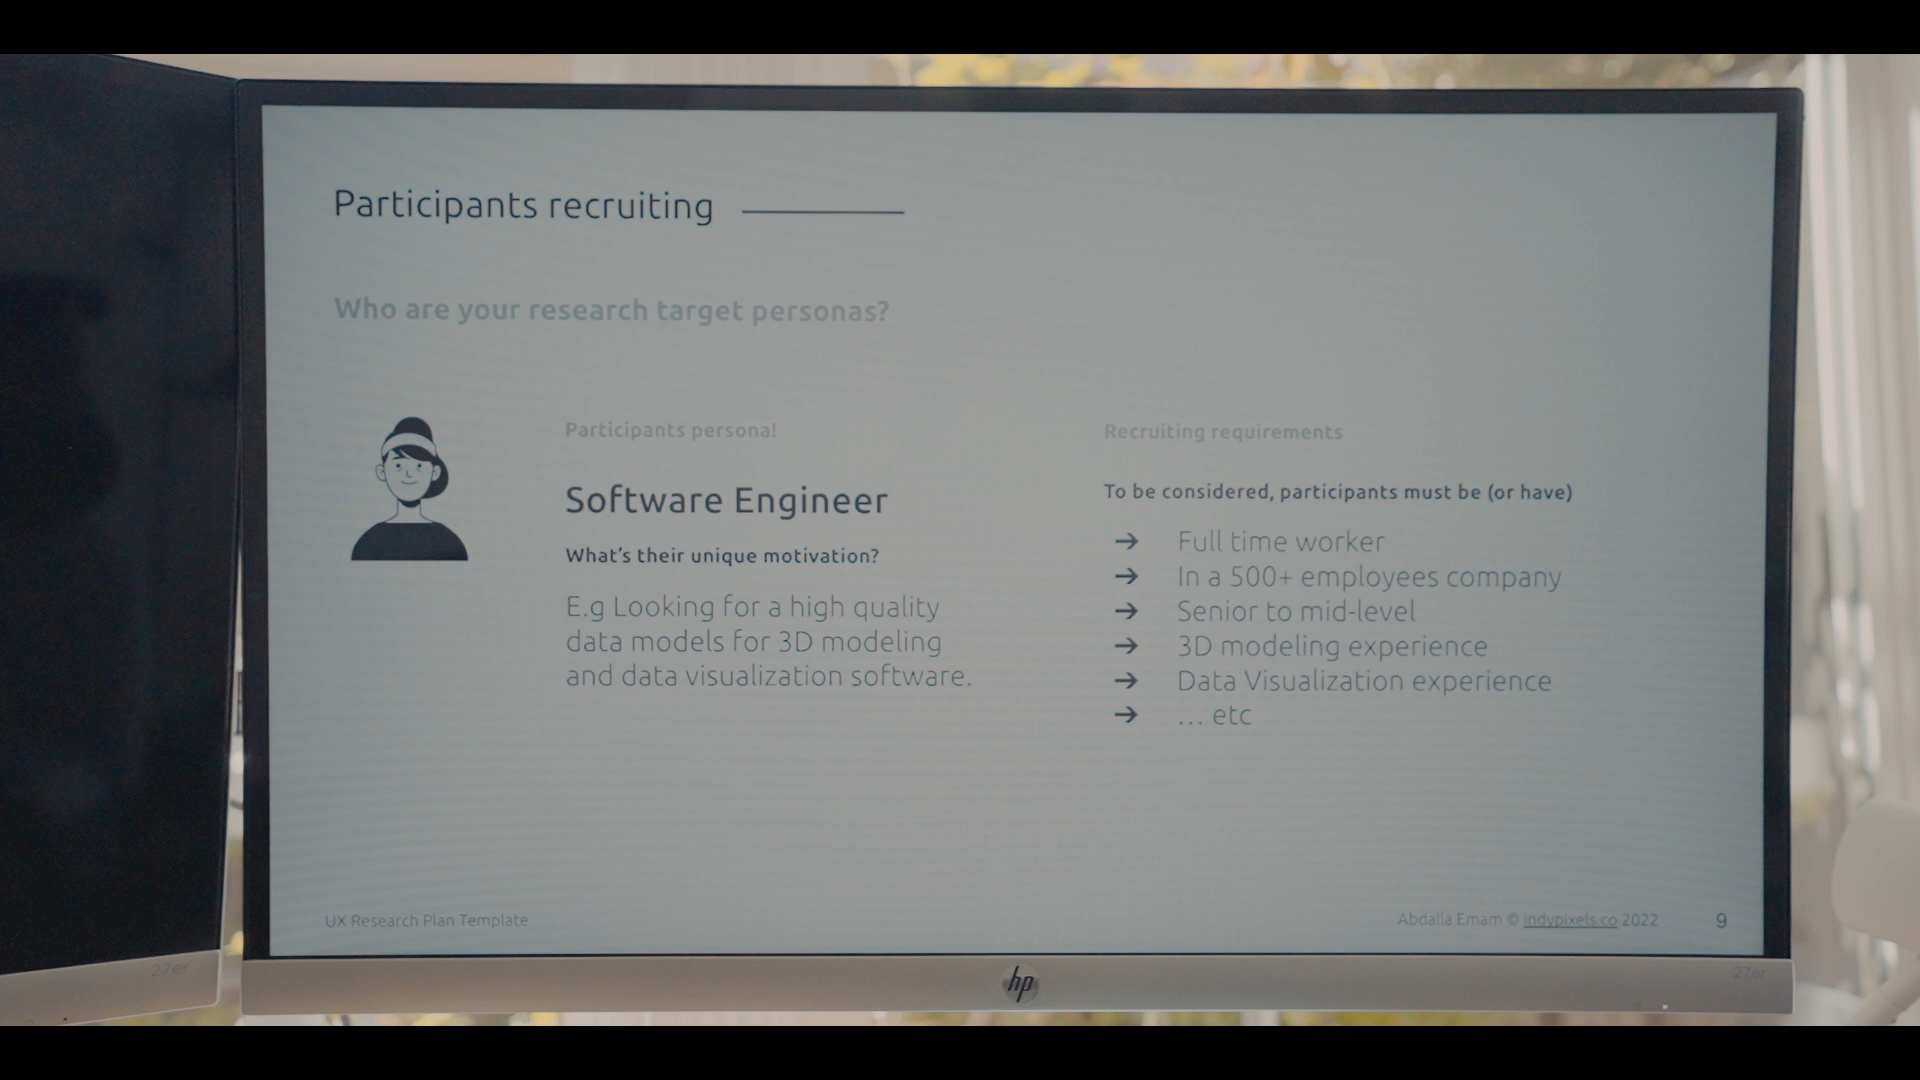 Participants recruiting
Who are your research target personas?
Participants persona!
Software Engineer
What's their unique motivation?
E.g Looking for a high quality
data models for 3D modeling
and data visualization software.
Recruiting requirements
To be considered, participants must be (or have)
→ Full time worker
→ In a 500+ employees company
→ Senior to mid-level
→ 3D modeling experience
→ Data Visualization experience
→ ... etc
UX Research Plan Template
Abdalla Emam © indypixels.co 2022
9
27er
hp
27er